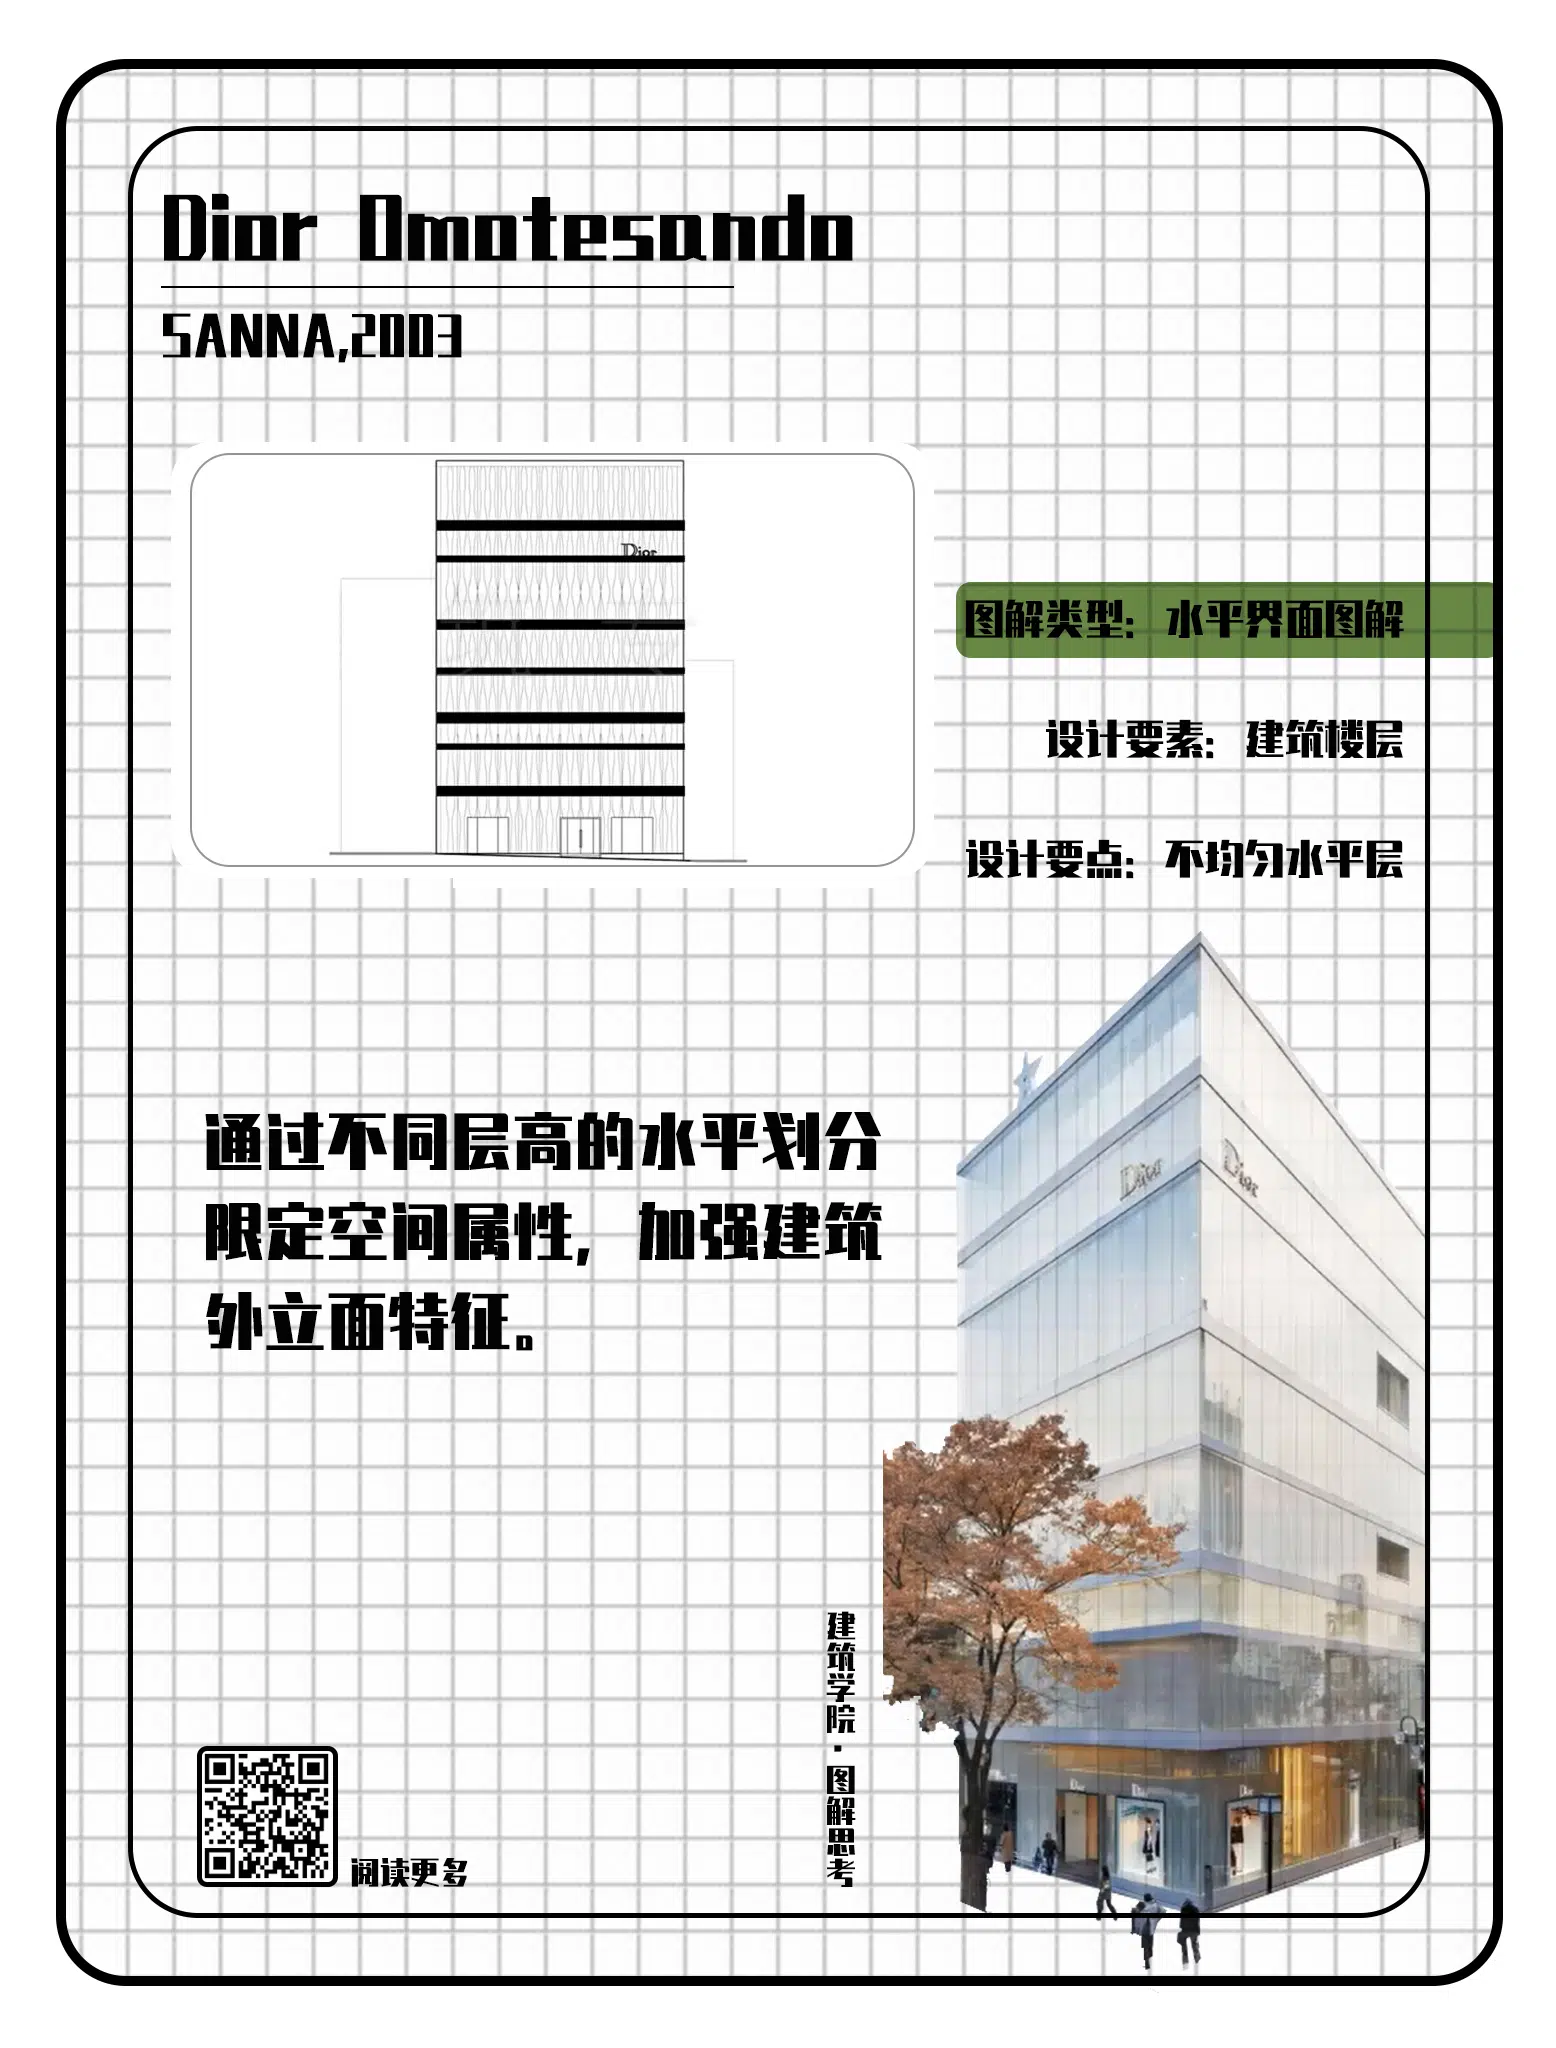 Dior Omotesando
SANNA,2003
Dior
图解类型：水平界面图解
设计要素：建筑楼层
设计要点：不均匀水平层
通过不同层高的水平划分
限定空间属性，加强建筑
外立面特征。
Dior
Dior
Dior
Dior
Dior
建筑学院·图解思考
阅读更多